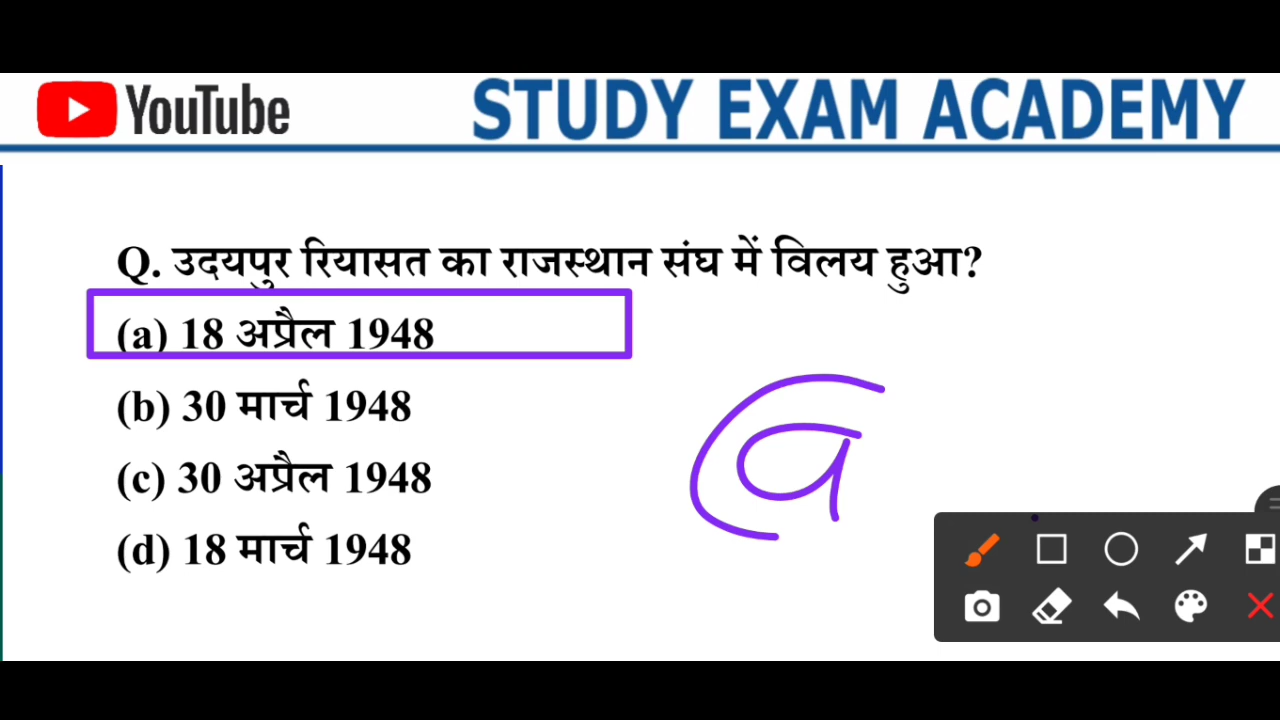 YouTube STUDY EXAM ACADEMY
Q. उदयपुर रियासत का राजस्थान संघ में विलय हुआ?
(a) 18 अप्रैल 1948
(b) 30 मार्च 1948
(c) 30 अप्रैल 1948
(d) 18 मार्च 1948
(a